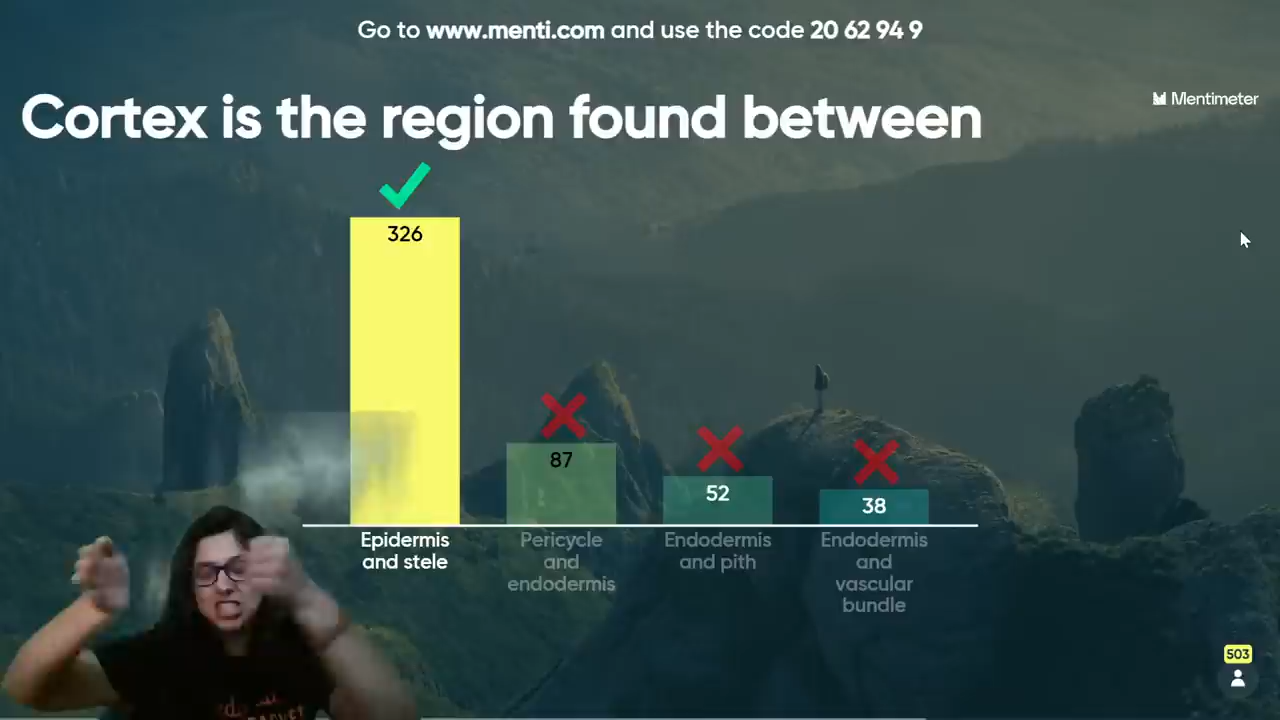 Go to www.menti.com and use the code 20 62 94 9
Cortex is the region found between
Mentimeter
326
87
52
38
Epidermis
and stele
Pericycle
and
endodermis
Endodermis
and pith
Endodermis
and
vascular
bundle
503